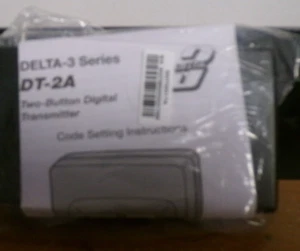 DELTA-3 Series
DT-2A
Two-Button Digital
Transmitter
Code Setting Instructions